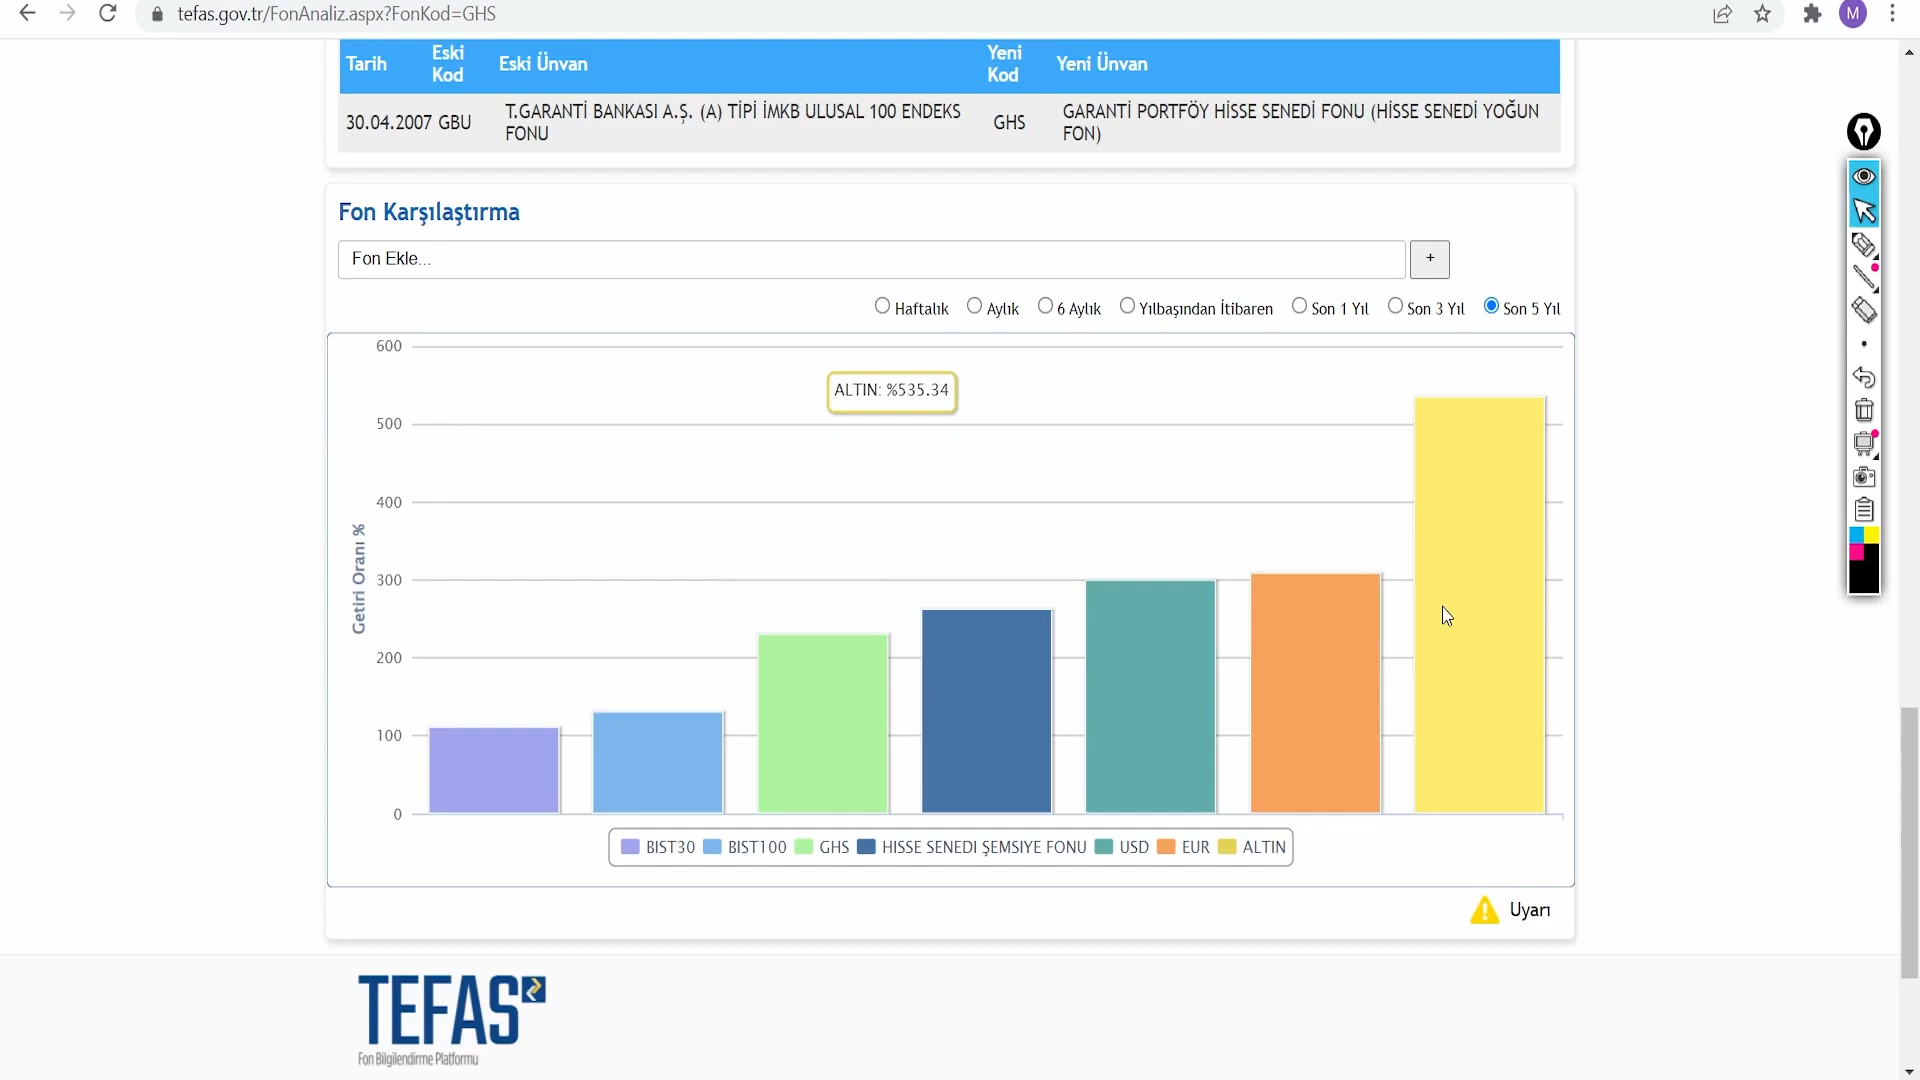 tefas.gov.tr/FonAnaliz.aspx?FonKod=GHS
M
Tarih Eski Kod Eski Ünvan Yeni Kod Yeni Ünvan
30.04.2007 GBU T.GARANTİ BANKASI A.Ş. (A) TİPİ İMKB ULUSAL 100 ENDEKS FONU GHS GARANTİ PORTFÖY HİSSE SENEDİ FONU (HİSSE SENEDİ YOĞUN FON)
Fon Karşılaştırma
Fon Ekle... +
Haftalık Aylık 6 Aylık Yılbaşından İtibaren Son 1 Yıl Son 3 Yıl Son 5 Yıl
600
ALTIN: %535.34
500
400
300
200
100
0
Getiri Oranı %
BIST30 BIST100 GHS HISSE SENEDI ŞEMSIYE FONU USD EUR ALTIN
Uyarı
TEFAS
Fon Bilgilendirme Platformu